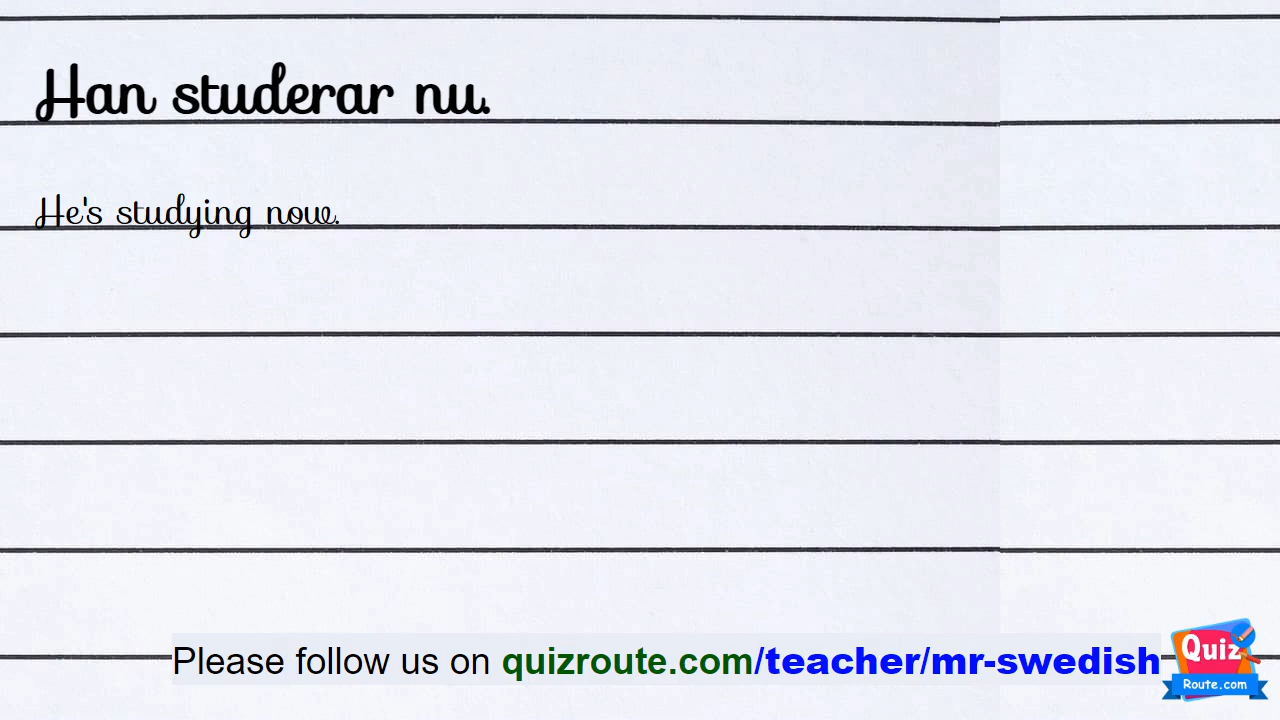 Han studerar nu.
He's studying now.
Please follow us on quizroute.com/teacher/mr-swedish
Quiz
Route.com